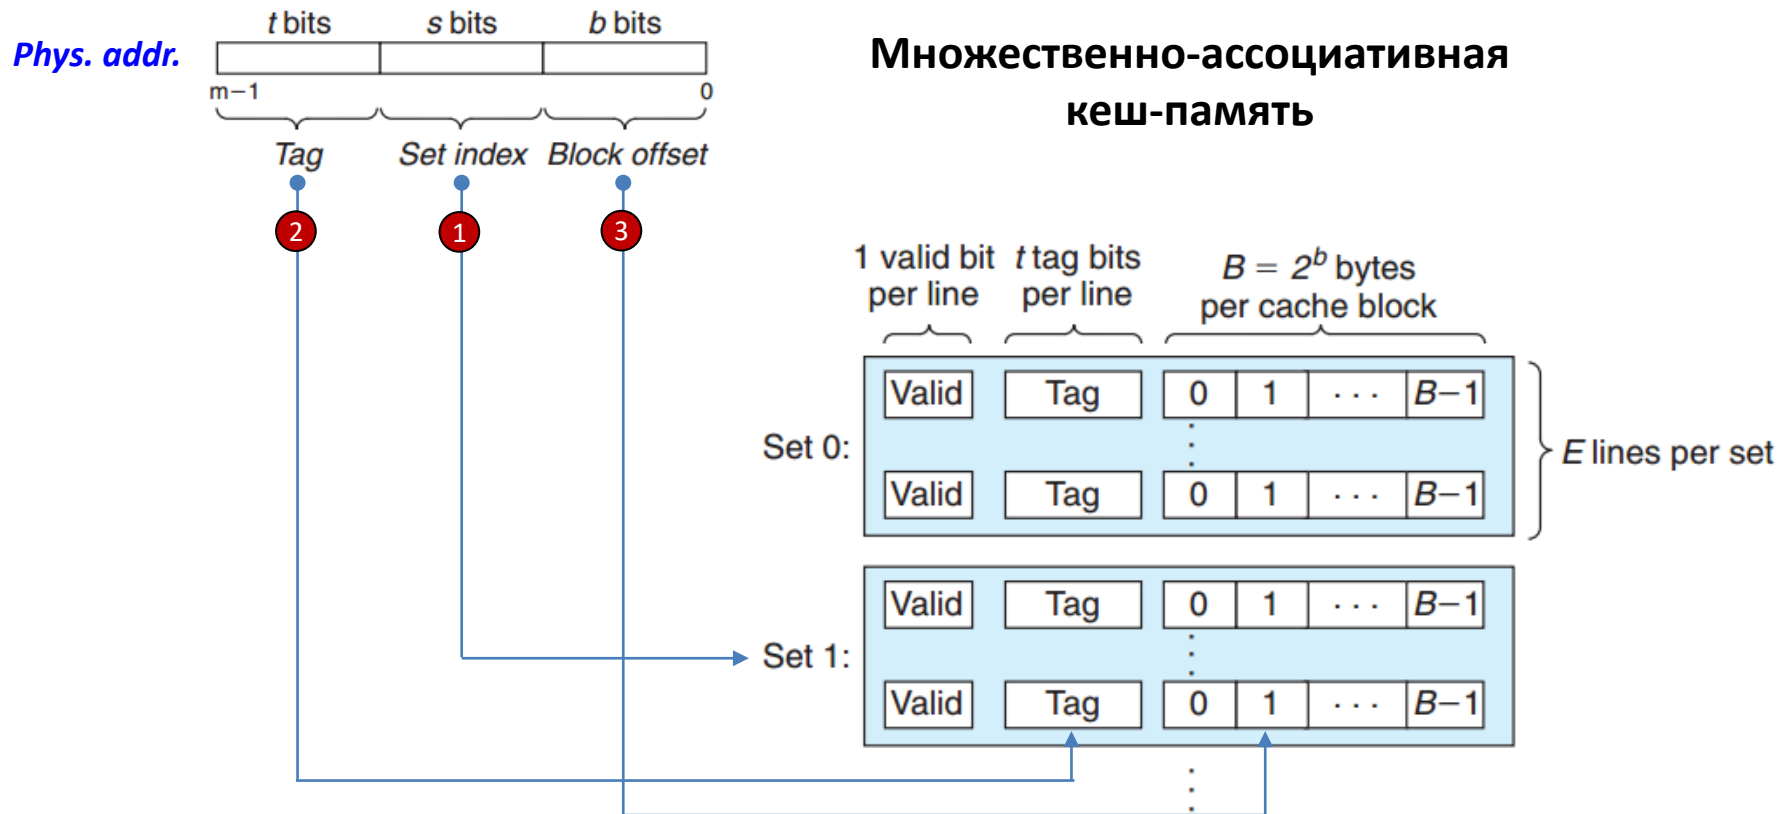 t bits s bits b bits
Phys. addr.
m−1 0
Tag Set index Block offset
2 1 3
Множественно-ассоциативная
кеш-память
1 valid bit t tag bits B = 2^b bytes
per line per line per cache block
Valid Tag 0 1 · · · B−1
Set 0: E lines per set
Valid Tag 0 1 · · · B−1
Valid Tag 0 1 · · · B−1
Set 1:
Valid Tag 0 1 · · · B−1